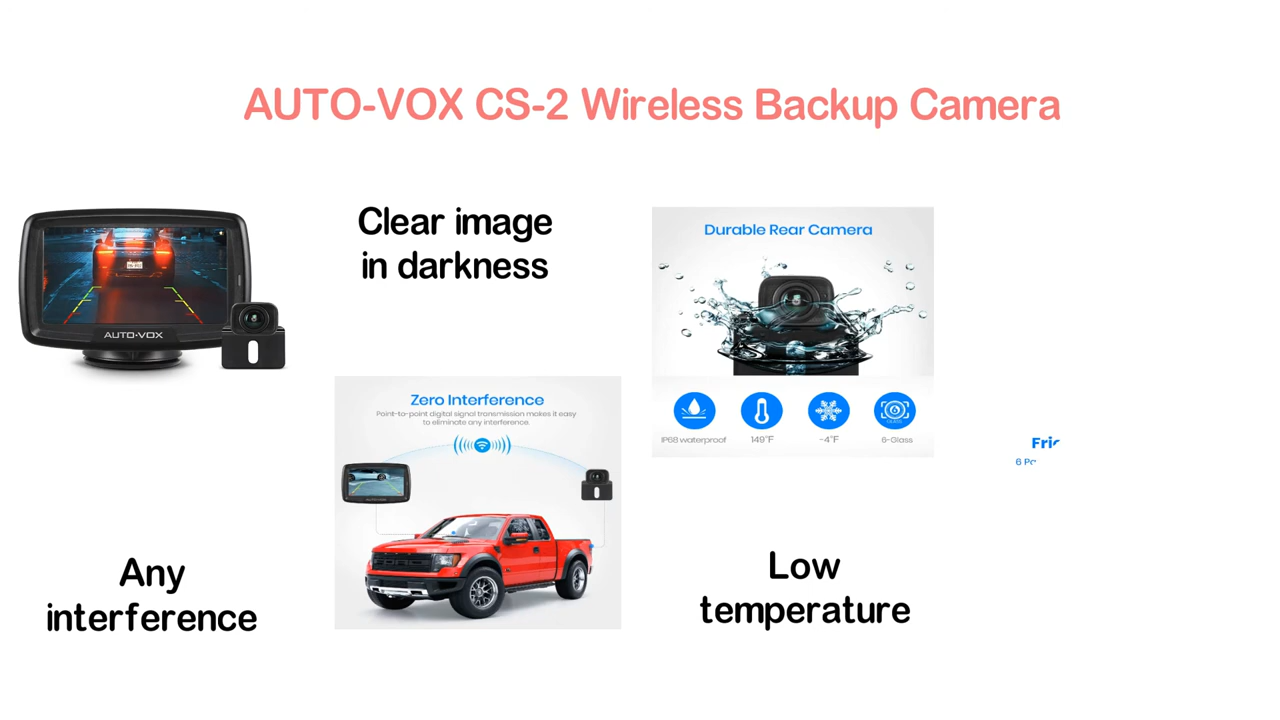 AUTO-VOX CS-2 Wireless Backup Camera
AUTO-VOX
Clear image
in darkness
Durable Rear Camera
IP68 waterproof
149°F
-4°F
6-Glass
Zero Interference
Point-to-point digital signal transmission makes it easy
to eliminate any interference.
Any
interference
Low
temperature